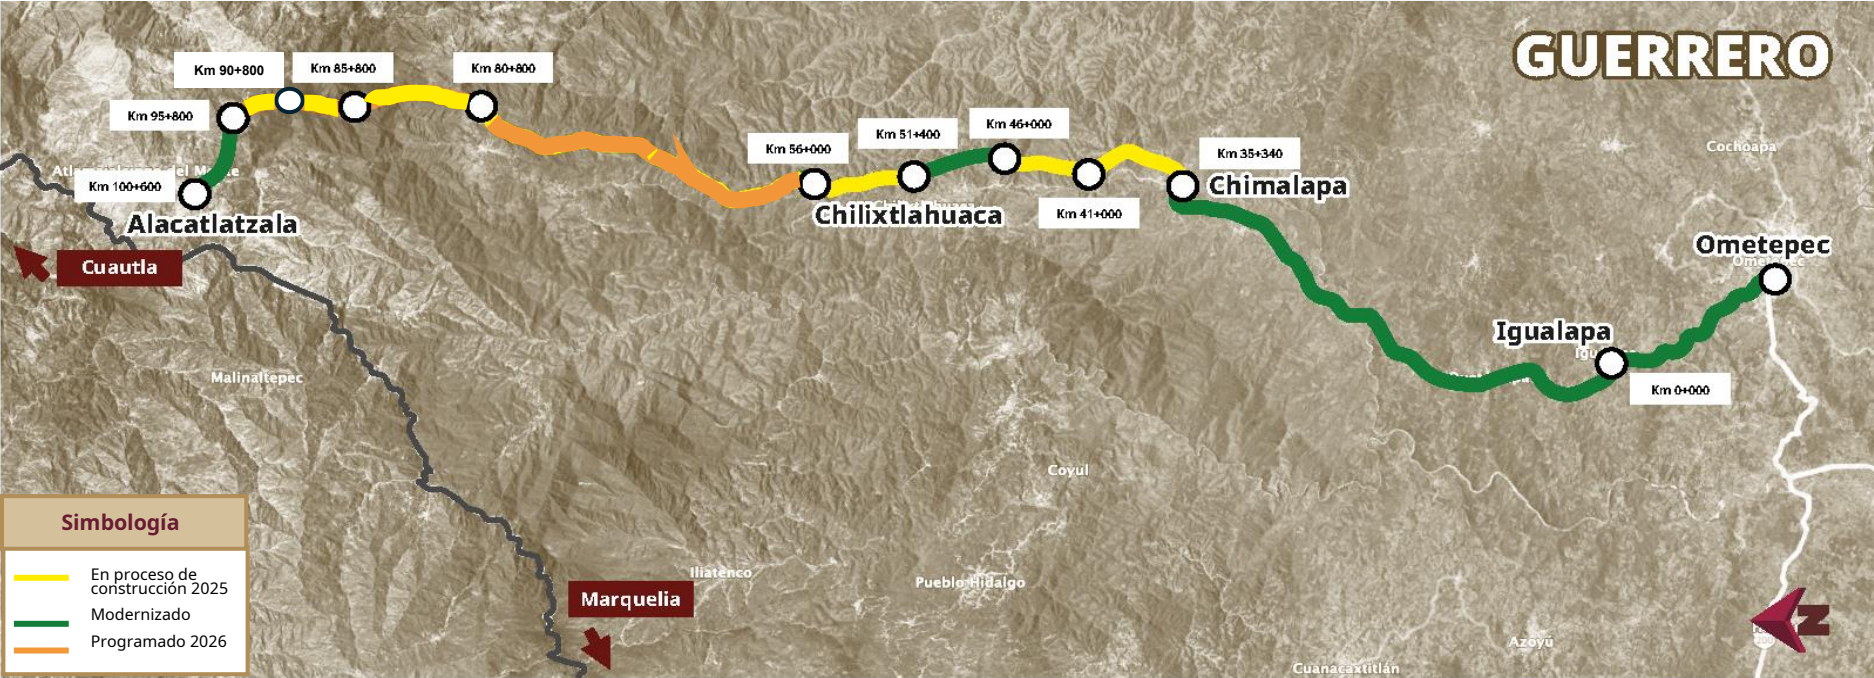 GUERRERO
Km 90+800
Km 85+800
Km 80+800
Km 95+800
Km 56+000
Km 51+400
Km 46+000
Km 35+340
Cochoapa
Km 100+600
Chimalapa
Alacatlatzala
Chilixtlahuaca
Km 41+000
Ometepec
Ometepec
Cuautla
Igualapa
Malinaltepec
Km 0+000
Coyul
Simbología
En proceso de
construcción 2025
Modernizado
Programado 2026
Iliatenco
Pueblo Hidalgo
Marquelia
Azoyú
Cuanacaxtitlán
N